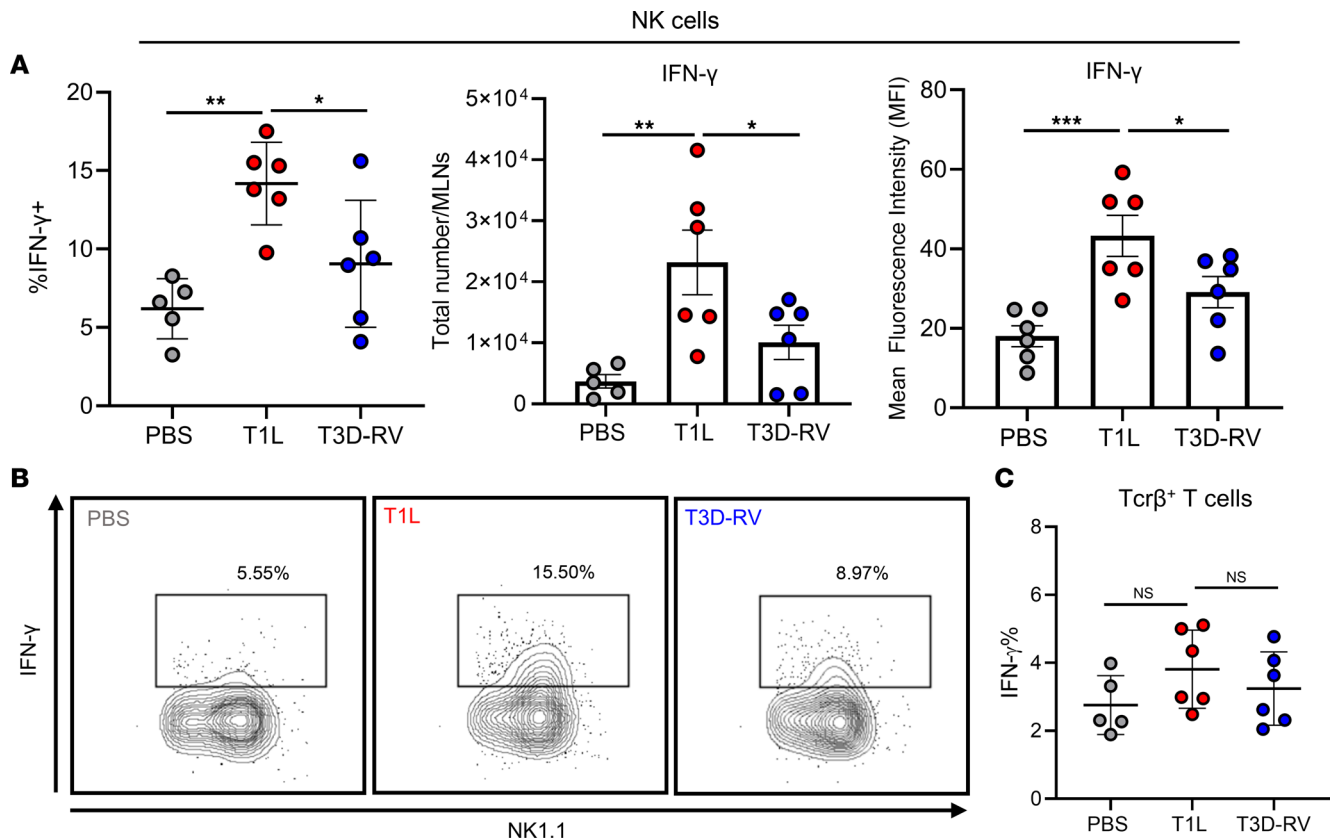 NK cells
A
%IFN-γ+
20
15
10
5
0
**
*
PBS T1L T3D-RV
IFN-γ
Total number/MLNs
5×10⁴
4×10⁴
3×10⁴
2×10⁴
1×10⁴
0
**
*
PBS T1L T3D-RV
IFN-γ
Mean Fluorescence Intensity (MFI)
80
60
40
20
0
***
*
PBS T1L T3D-RV
B
IFN-γ
PBS
5.55%
T1L
15.50%
T3D-RV
8.97%
NK1.1
C
Tcrβ⁺ T cells
IFN-γ%
8
6
4
2
0
NS
NS
PBS T1L T3D-RV